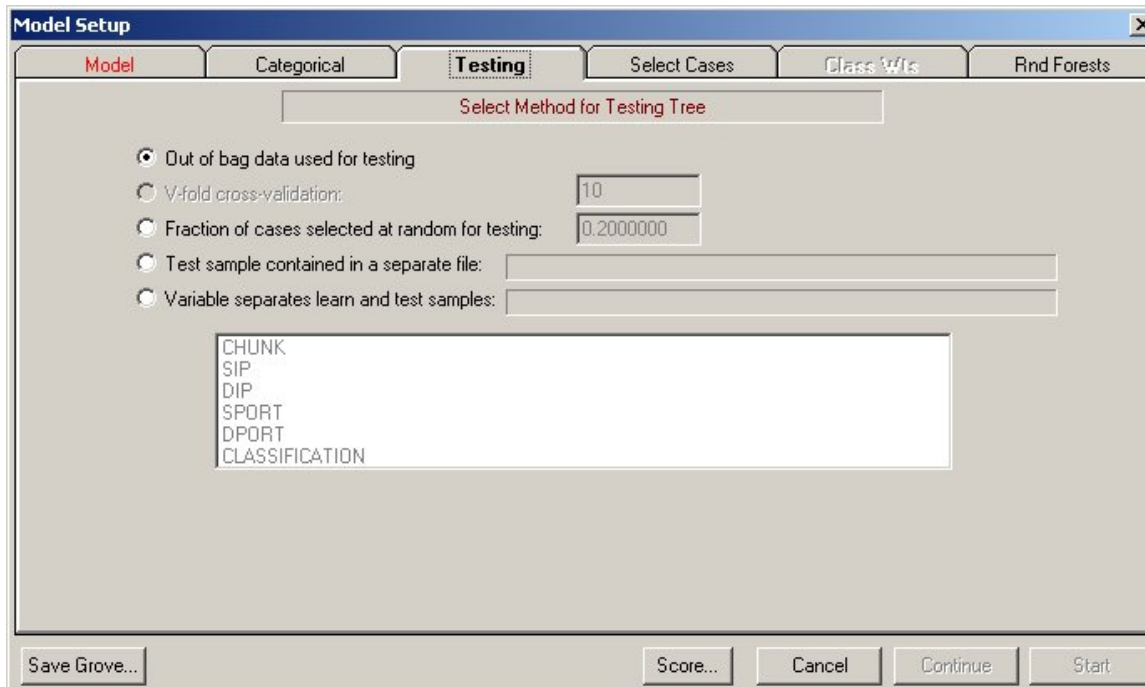 Model Setup
Model Categorical Testing Select Cases Class Wts Rnd Forests
Select Method for Testing Tree
Out of bag data used for testing
V-fold cross-validation: 10
Fraction of cases selected at random for testing: 0.2000000
Test sample contained in a separate file:
Variable separates learn and test samples:
CHUNK
SIP
DIP
SPORT
DPORT
CLASSIFICATION
Save Grove... Score... Cancel Continue Start